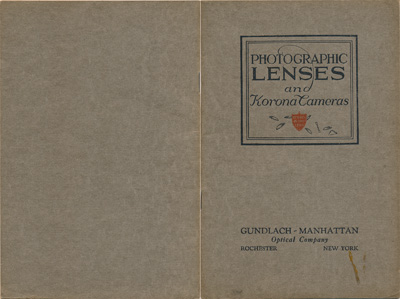 PHOTOGRAPHIC
LENSES
and
Korona Cameras
GUNDLACH - MANHATTAN
Optical Company
ROCHESTER NEW YORK